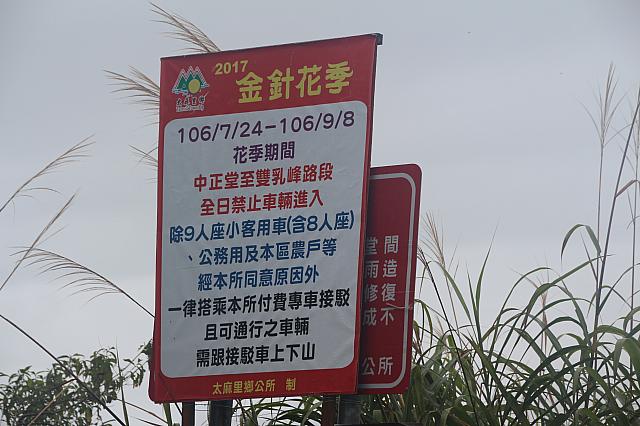 2017
金針花季
太麻里鄉
106/7/24-106/9/8
花季期間
中正堂至雙乳峰路段
全日禁止車輛進入
除9人座小客用車(含8人座)
、公務用及本區農戶等
經本所同意原因外
一律搭乘本所付費專車接駁
且可通行之車輛
需跟接駁車上下山
太麻里鄉公所 製
堂間
雨造
修復
成不
公所